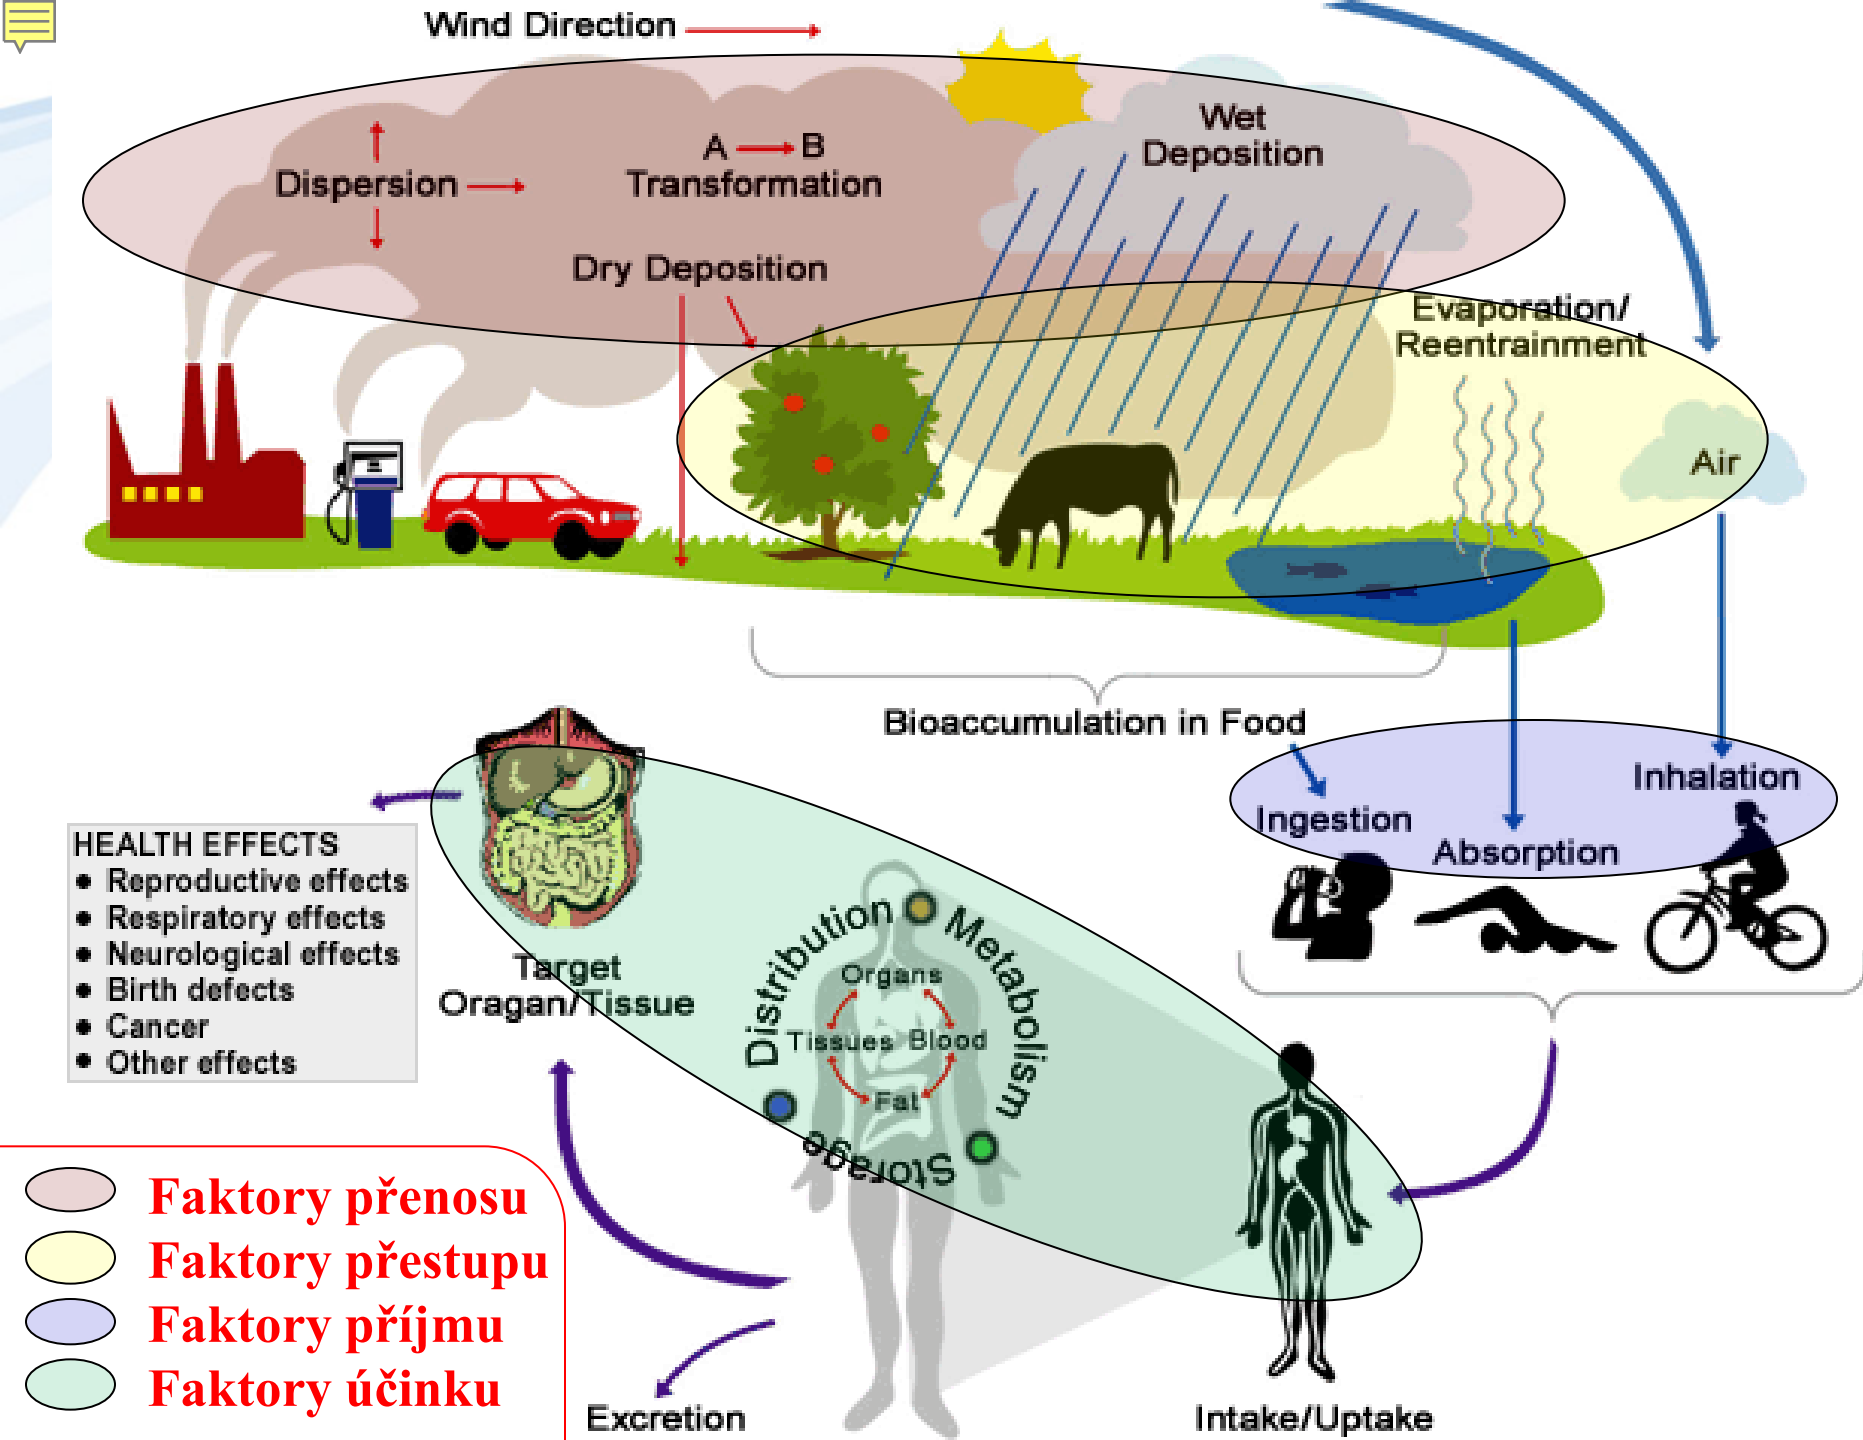 Wind Direction
Wet
Deposition
A B
Dispersion
Transformation
Dry Deposition
Evaporation/
Reentrainment
Air
Bioaccumulation in Food
Inhalation
Ingestion
Absorption
HEALTH EFFECTS
• Reproductive effects
• Respiratory effects
• Neurological effects
• Birth defects
• Cancer
• Other effects
Target
Oragan/Tissue
Distribution
Metabolism
Storage
Organs
Tissues Blood
Fat
Faktory přenosu
Faktory přestupu
Faktory příjmu
Faktory účinku
Excretion
Intake/Uptake